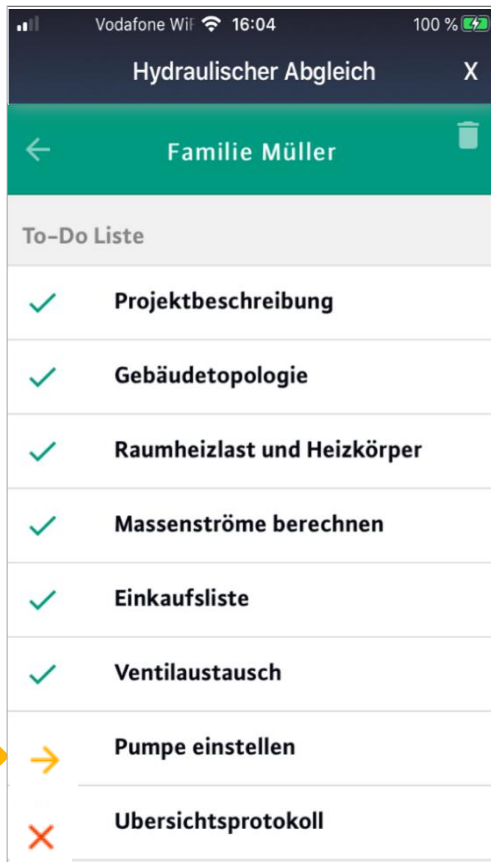 Vodafone WiF 16:04 100 %
Hydraulischer Abgleich X
Familie Müller
To-Do Liste
Projektbeschreibung
Gebäudetopologie
Raumheizlast und Heizkörper
Massenströme berechnen
Einkaufsliste
Ventilaustausch
Pumpe einstellen
Ubersichtsprotokoll